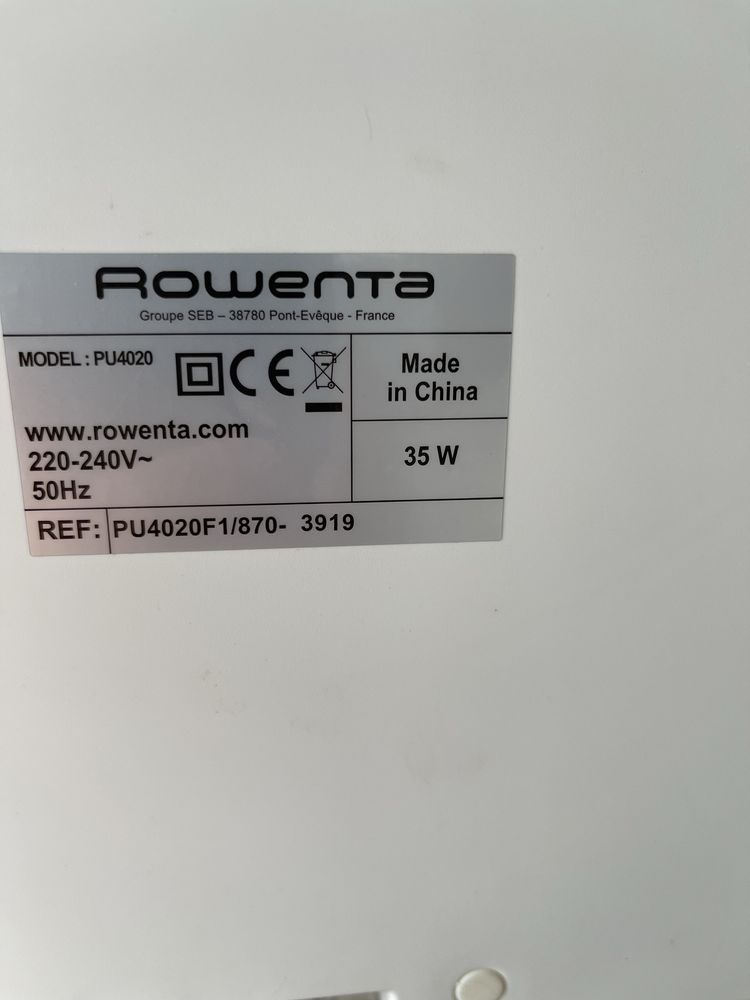 Rowenta
Groupe SEB – 38780 Pont-Evêque - France
MODEL : PU4020
CE
Made
in China
www.rowenta.com
220-240V~
50Hz
35 W
REF: PU4020F1/870- 3919